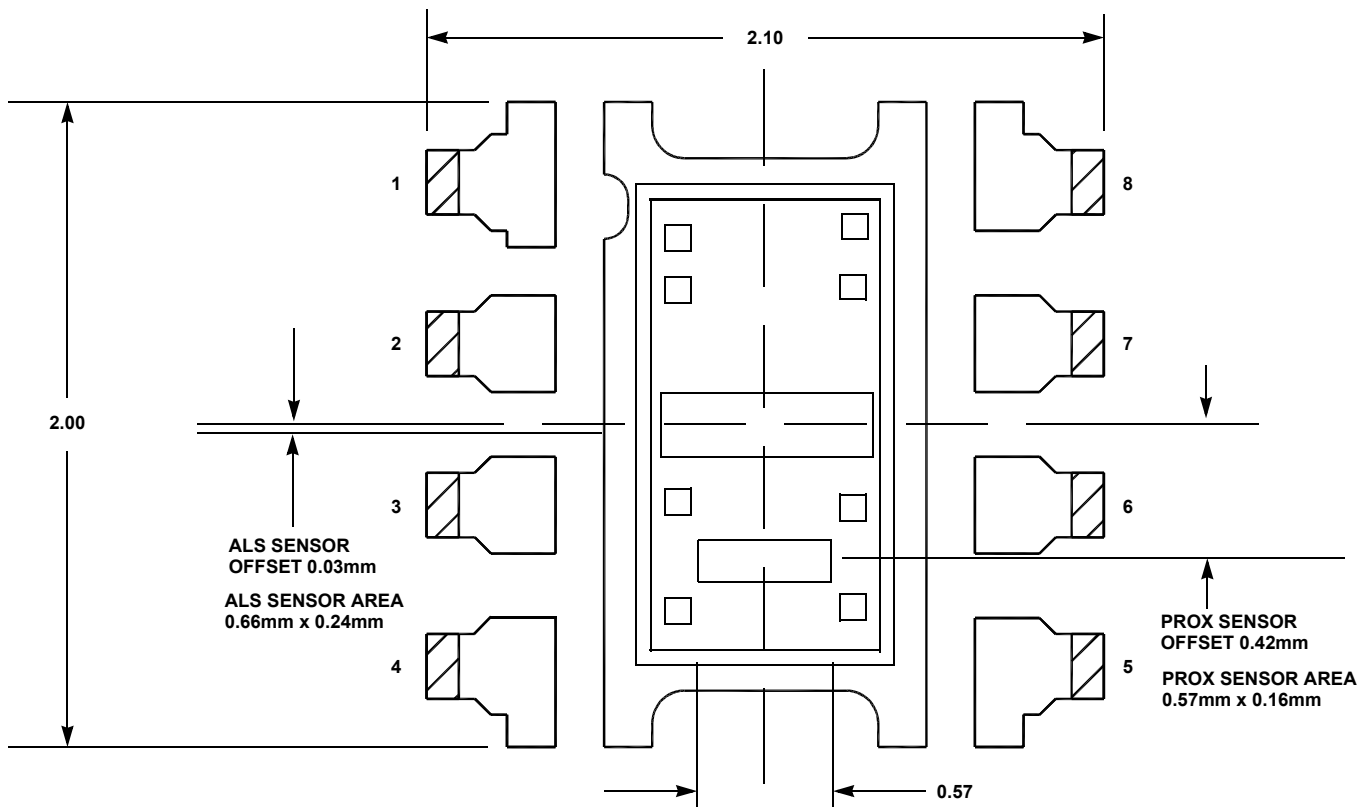 2.10
1
8
2
7
2.00
3
6
ALS SENSOR
OFFSET 0.03mm
ALS SENSOR AREA
0.66mm x 0.24mm
PROX SENSOR
OFFSET 0.42mm
4
5
PROX SENSOR AREA
0.57mm x 0.16mm
0.57